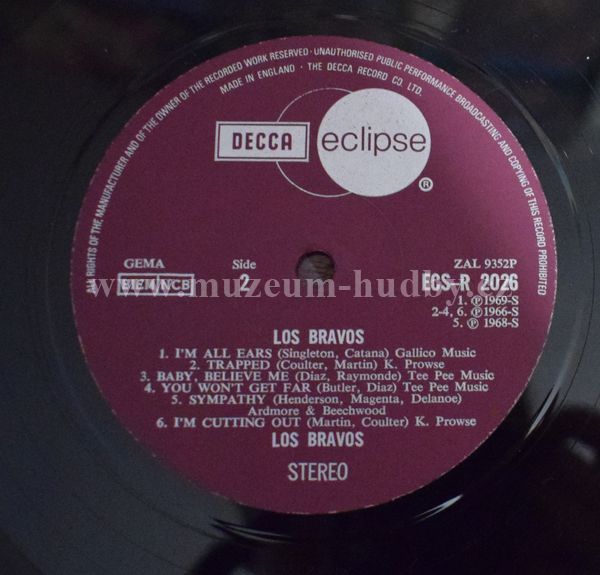 ALL RIGHTS OF THE MANUFACTURER AND OF THE OWNER OF THE RECORDED WORK RESERVED · UNAUTHORISED PUBLIC PERFORMANCE BROADCASTING AND COPYING OF THIS RECORD PROHIBITED
MADE IN ENGLAND · THE DECCA RECORD CO. LTD.
DECCA eclipse
®
GEMA Side ZAL 9352P
BIEM/NCB 2 ECS-R 2026
www.muzeum-hudby.c
1. ℗ 1969-S
2-4, 6. ℗ 1966-S
5. ℗ 1968-S
LOS BRAVOS
1. I'M ALL EARS (Singleton, Catana) Gallico Music
2. TRAPPED (Coulter, Martin) K. Prowse
3. BABY, BELIEVE ME (Diaz, Raymonde) Tee Pee Music
4. YOU WON'T GET FAR (Butler, Diaz) Tee Pee Music
5. SYMPATHY (Henderson, Magenta, Delanoe)
Ardmore & Beechwood
6. I'M CUTTING OUT (Martin, Coulter) K. Prowse
LOS BRAVOS
STEREO